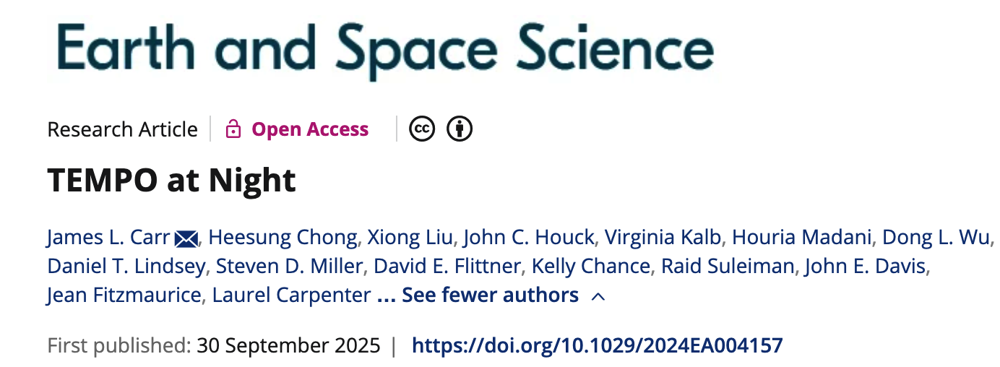 Earth and Space Science
Research Article Open Access cc
TEMPO at Night
James L. Carr, Heesung Chong, Xiong Liu, John C. Houck, Virginia Kalb, Houria Madani, Dong L. Wu,
Daniel T. Lindsey, Steven D. Miller, David E. Flittner, Kelly Chance, Raid Suleiman, John E. Davis,
Jean Fitzmaurice, Laurel Carpenter ... See fewer authors
First published: 30 September 2025 | https://doi.org/10.1029/2024EA004157